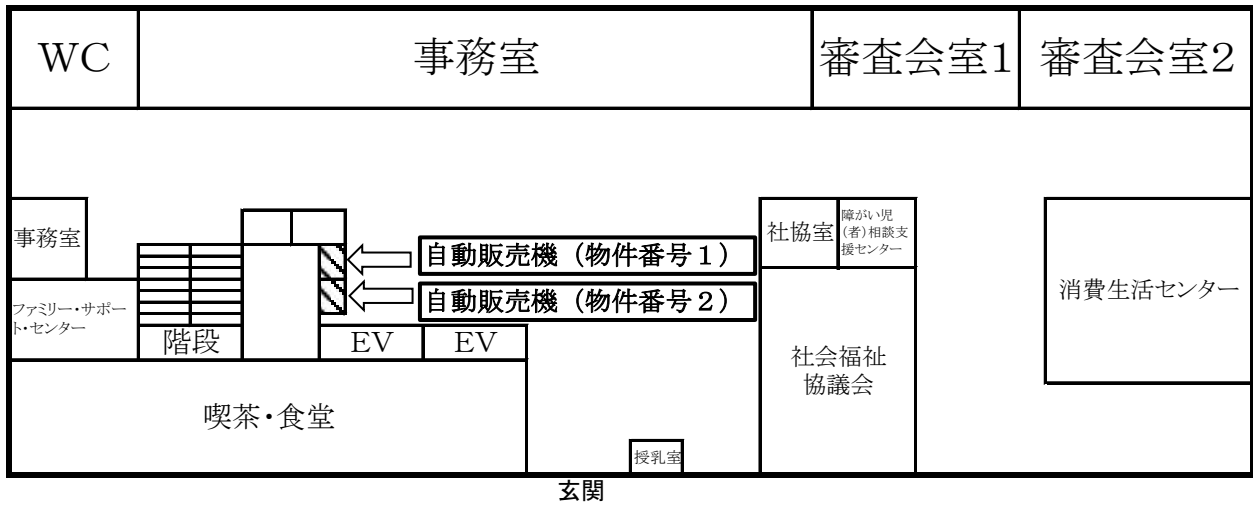 WC
事務室
審査会室1
審査会室2
事務室
自動販売機（物件番号１）
自動販売機（物件番号２）
社協室
障がい児
(者)相談支
援センター
消費生活センター
ファミリー・サポー
ト・センター
階段
EV
EV
社会福祉
協議会
喫茶・食堂
授乳室
玄関